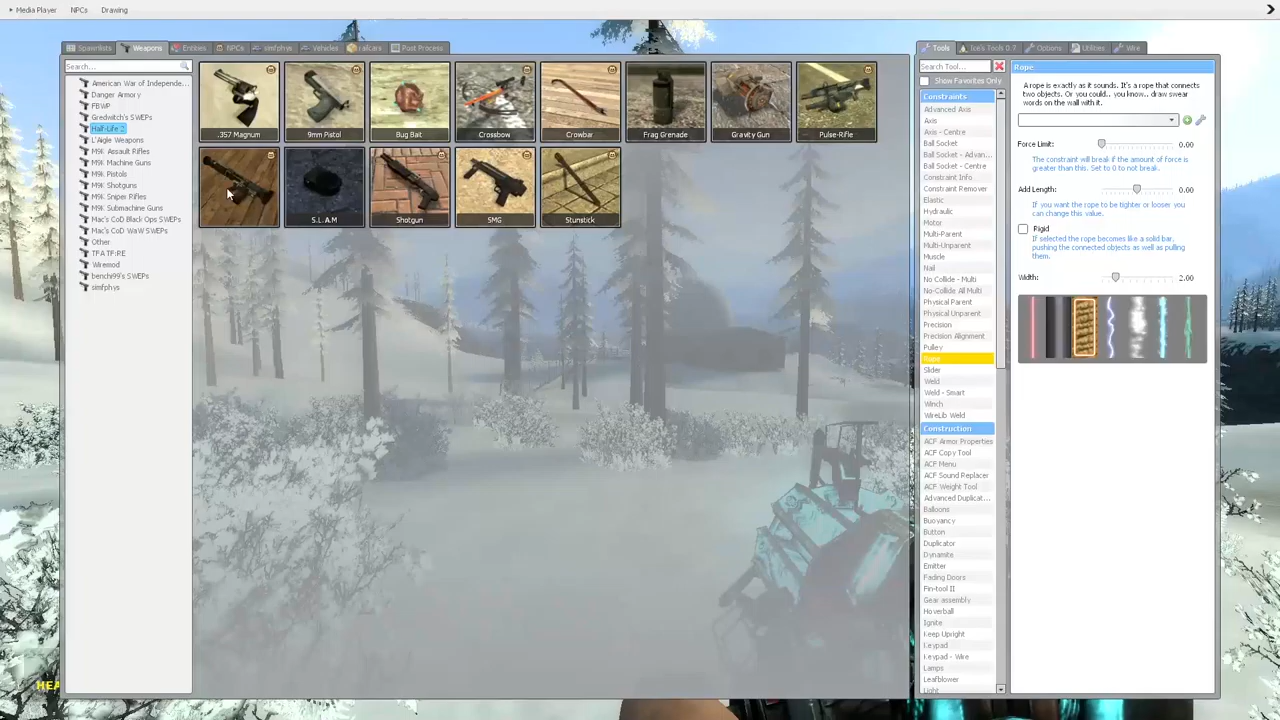 Media Player
NPCs
Drawing
Spawnlists
Weapons
Entities
NPCs
simfphys
Vehicles
railcars
Post Process
Search...
American War of Independe...
Danger Armory
FBWP
Gredwitch's SWEPs
Half-Life 2
L'Aigle Weapons
M9K Assault Rifles
M9K Machine Guns
M9K Pistols
M9K Shotguns
M9K Sniper Rifles
M9K Submachine Guns
Mac's CoD Black Ops SWEPs
Mac's CoD WaW SWEPs
Other
TFA TF:RE
Wiremod
benchi99's SWEPs
simfphys
.357 Magnum
9mm Pistol
Bug Bait
Crossbow
Crowbar
Frag Grenade
Gravity Gun
Pulse-Rifle
S.L.A.M
Shotgun
SMG
Stunstick
Tools
Ice's Tools 0.7
Options
Utilities
Wire
Search Tool...
Show Favorites Only
Constraints
Advanced Axis
Axis
Axis - Centre
Ball Socket
Ball Socket - Advan...
Ball Socket - Centre
Constraint Info
Constraint Remover
Elastic
Hydraulic
Motor
Multi-Parent
Multi-Unparent
Muscle
Nail
No Collide - Multi
No-Collide All Multi
Physical Parent
Physical Unparent
Precision
Precision Alignment
Pulley
Rope
Slider
Weld
Weld - Smart
Winch
WireLib Weld
Construction
ACF Armor Properties
ACF Copy Tool
ACF Menu
ACF Sound Replacer
ACF Weight Tool
Advanced Duplicat...
Balloons
Buoyancy
Button
Duplicator
Dynamite
Emitter
Fading Doors
Fin-tool II
Gear assembly
Hoverball
Ignite
Keep Upright
Keypad
Keypad - Wire
Lamps
Leafblower
Light
Rope
A rope is exactly as it sounds. It's a rope that connects
two objects. Or you could.. you know.. draw swear
words on the wall with it.
Force Limit:
0.00
The constraint will break if the amount of force is
greater than this. Set to 0 to not break.
Add Length:
0.00
If you want the rope to be tighter or looser you
can change this value.
Rigid
If selected the rope becomes like a solid bar,
pushing the connected objects as well as pulling
them.
Width:
2.00